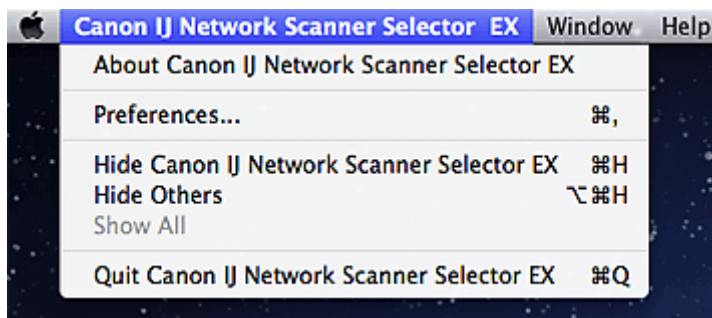 Canon IJ Network Scanner Selector EX Window Help
About Canon IJ Network Scanner Selector EX
Preferences... ⌘,
Hide Canon IJ Network Scanner Selector EX ⌘H
Hide Others ⌥⌘H
Show All
Quit Canon IJ Network Scanner Selector EX ⌘Q